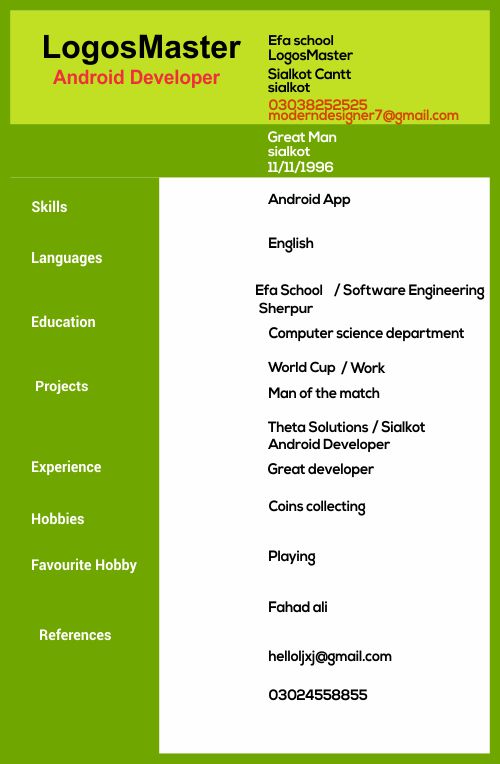 LogosMaster
Android Developer
Efa school
LogosMaster
Sialkot Cantt
sialkot
03038252525
moderndesigner7@gmail.com
Great Man
sialkot
11/11/1996
Skills
Android App
Languages
English
Education
Efa School / Software Engineering
Sherpur
Computer science department
Projects
World Cup / Work
Man of the match
Experience
Theta Solutions / Sialkot
Android Developer
Great developer
Hobbies
Coins collecting
Favourite Hobby
Playing
References
Fahad ali
helloljxj@gmail.com
03024558855